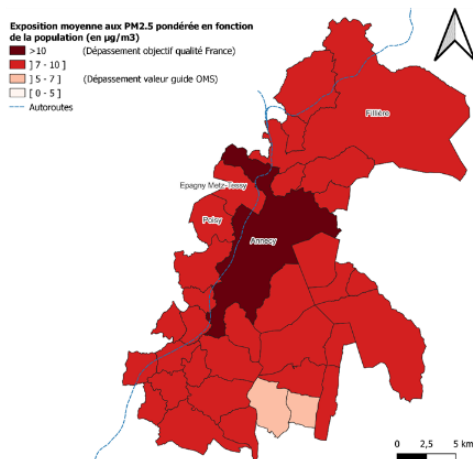 Exposition moyenne aux PM2.5 pondérée en fonction
de la population (en µg/m3)
>10 (Dépassement objectif qualité France)
] 7 - 10 ]
] 5 - 7 ] (Dépassement valeur guide OMS)
[ 0 - 5 ]
Autoroutes
Fillière
Epagny Metz-Tessy
Poisy
Annecy
0 2,5 5 km